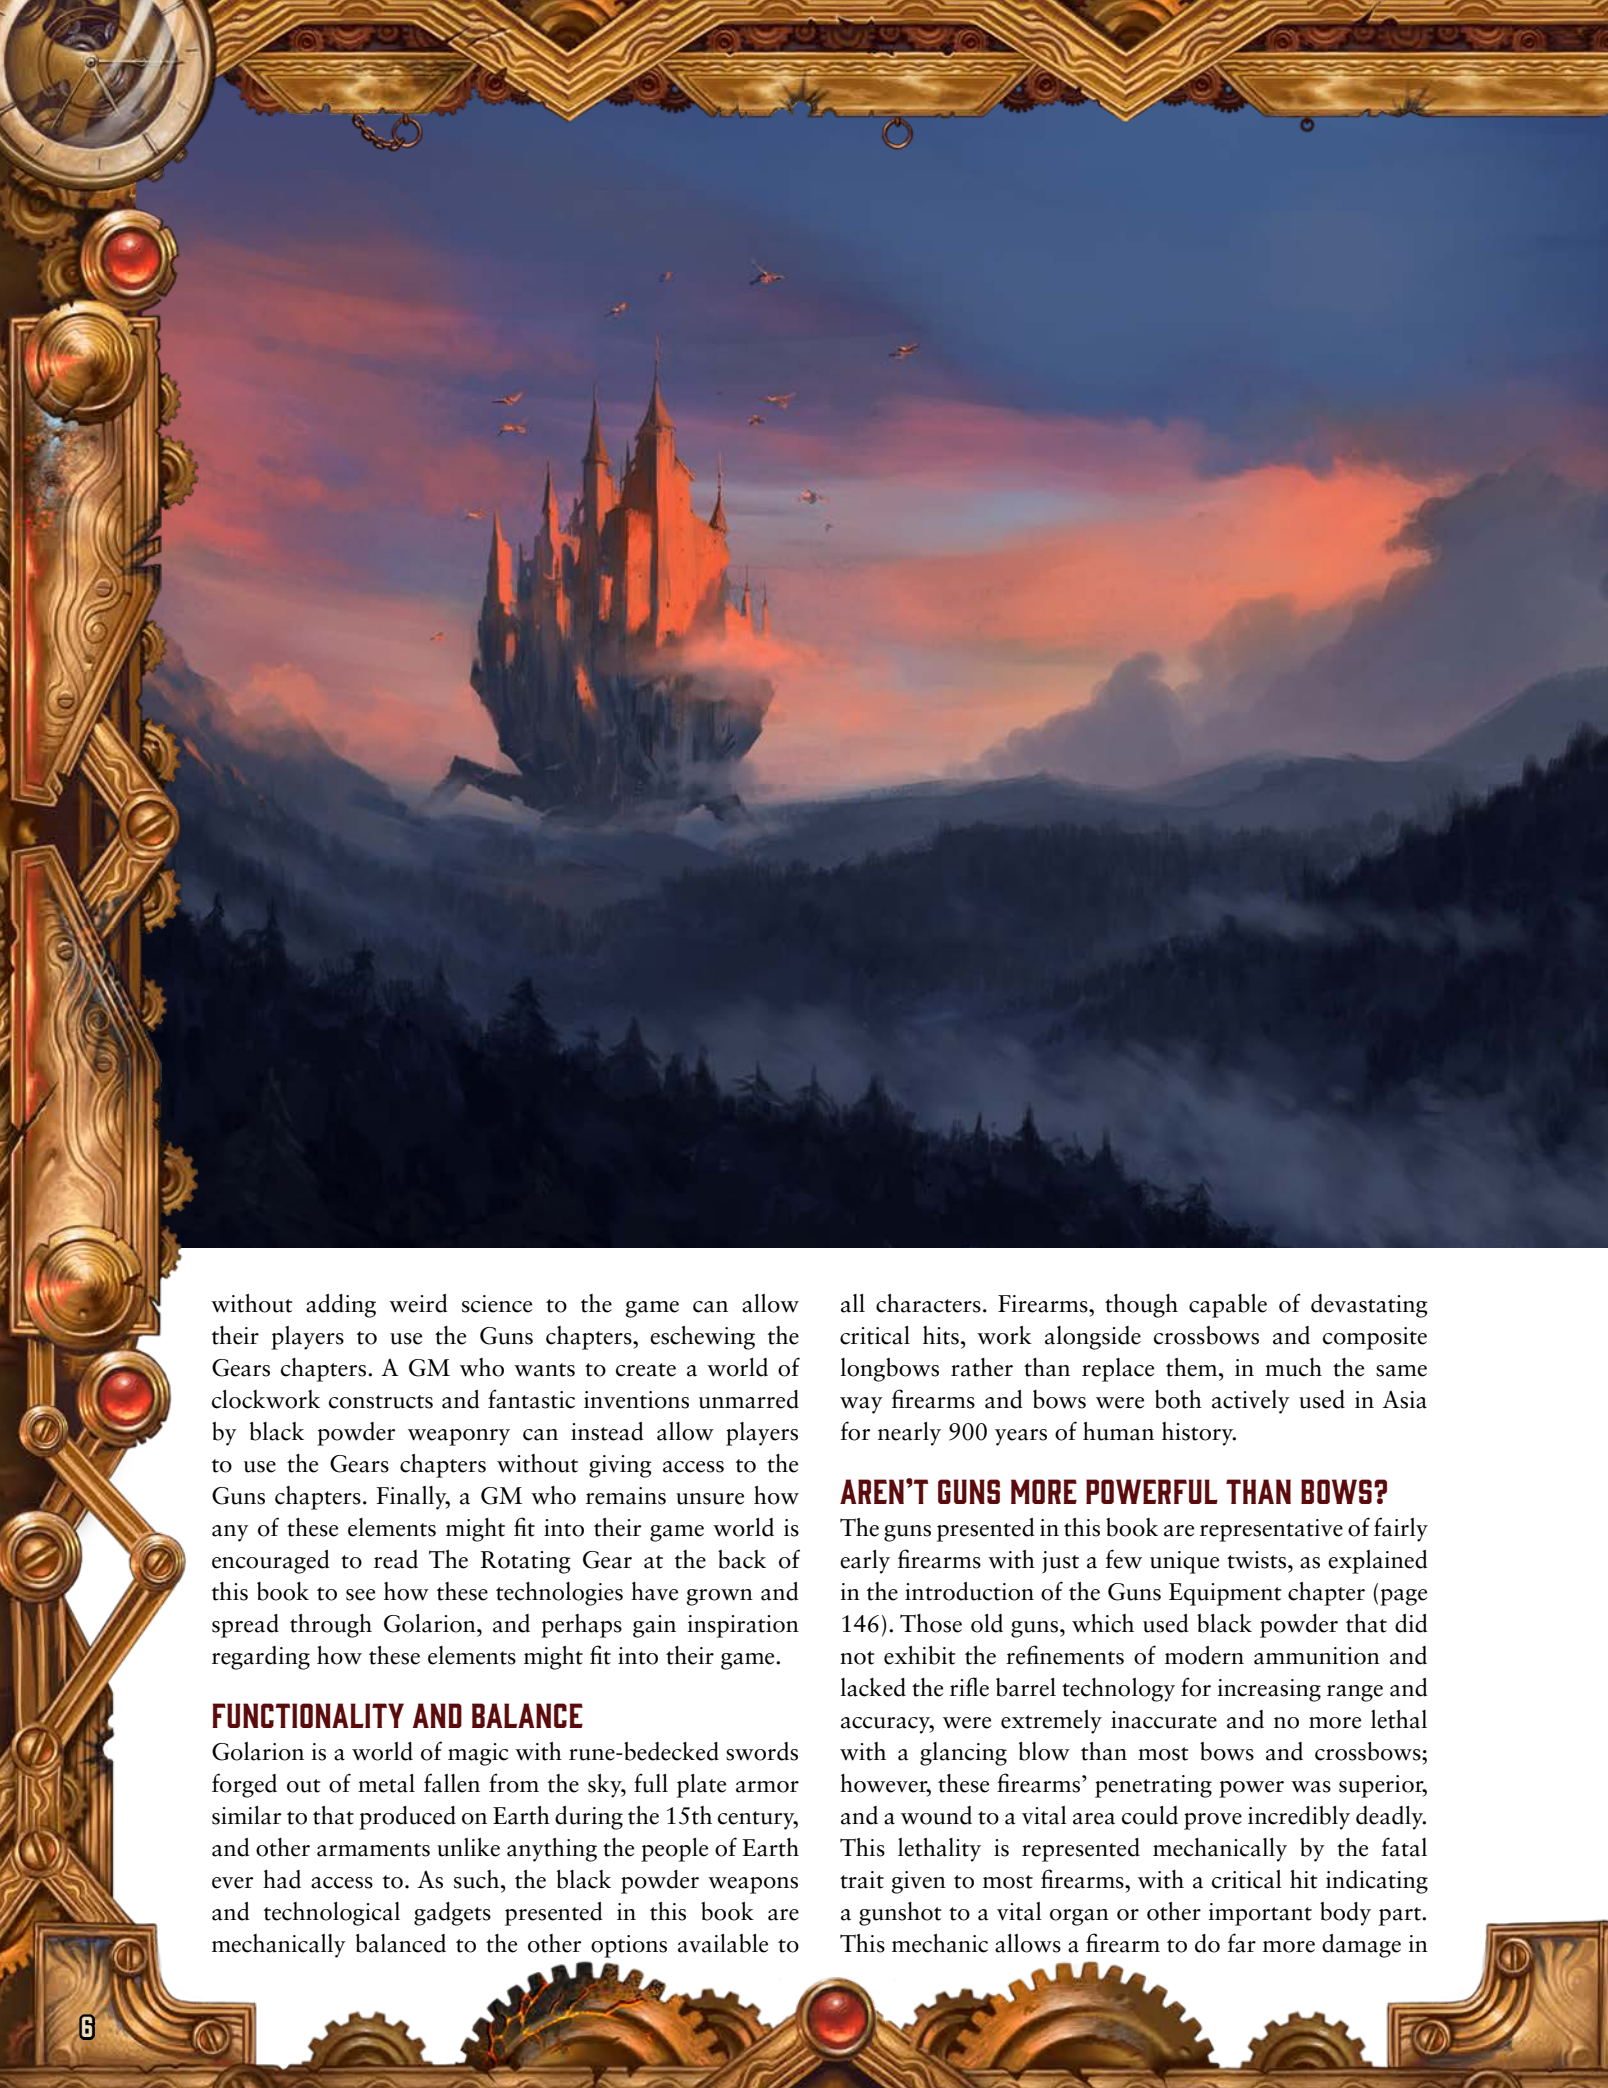 without adding weird science to the game can allow
their players to use the Guns chapters, eschewing the
Gears chapters. A GM who wants to create a world of
clockwork constructs and fantastic inventions unmarred
by black powder weaponry can instead allow players
to use the Gears chapters without giving access to the
Guns chapters. Finally, a GM who remains unsure how
any of these elements might fit into their game world is
encouraged to read The Rotating Gear at the back of
this book to see how these technologies have grown and
spread through Golarion, and perhaps gain inspiration
regarding how these elements might fit into their game.
FUNCTIONALITY AND BALANCE
Golarion is a world of magic with rune-bedecked swords
forged out of metal fallen from the sky, full plate armor
similar to that produced on Earth during the 15th century,
and other armaments unlike anything the people of Earth
ever had access to. As such, the black powder weapons
and technological gadgets presented in this book are
mechanically balanced to the other options available to
all characters. Firearms, though capable of devastating
critical hits, work alongside crossbows and composite
longbows rather than replace them, in much the same
way firearms and bows were both actively used in Asia
for nearly 900 years of human history.
AREN'T GUNS MORE POWERFUL THAN BOWS?
The guns presented in this book are representative of fairly
early firearms with just a few unique twists, as explained
in the introduction of the Guns Equipment chapter (page
146). Those old guns, which used black powder that did
not exhibit the refinements of modern ammunition and
lacked the rifle barrel technology for increasing range and
accuracy, were extremely inaccurate and no more lethal
with a glancing blow than most bows and crossbows;
however, these firearms' penetrating power was superior,
and a wound to a vital area could prove incredibly deadly.
This lethality is represented mechanically by the fatal
trait given to most firearms, with a critical hit indicating
a gunshot to a vital organ or other important body part.
This mechanic allows a firearm to do far more damage in
6